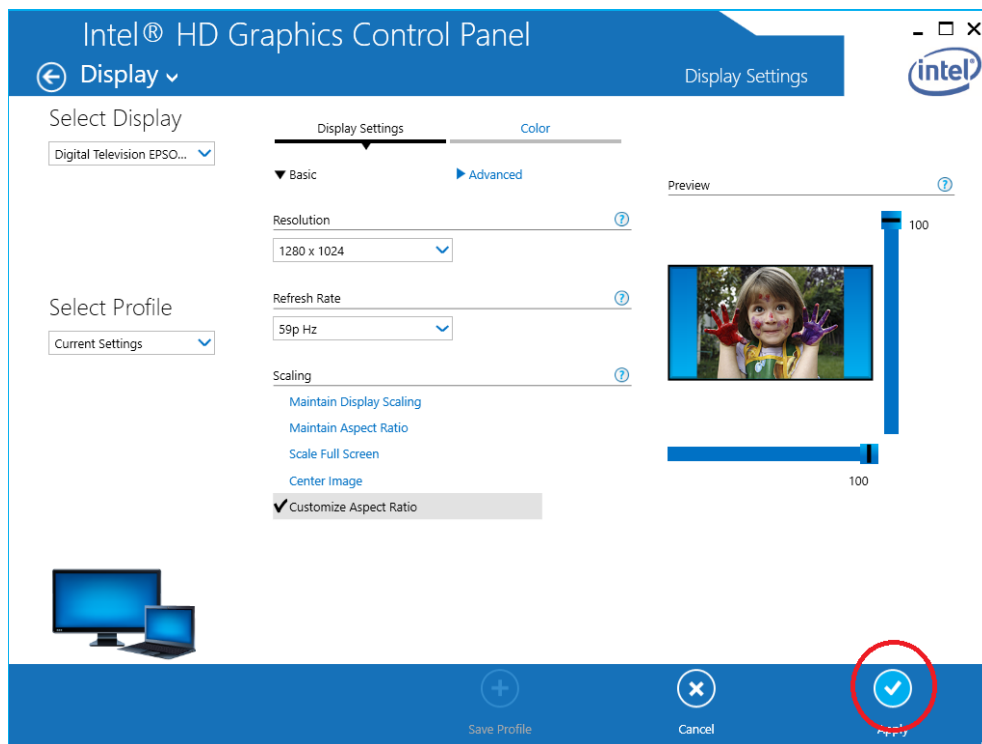 Intel® HD Graphics Control Panel
Display
Display Settings
intel
Select Display
Digital Television EPSO...
Select Profile
Current Settings
Display Settings
Color
Basic
Advanced
Resolution
1280 x 1024
Refresh Rate
59p Hz
Scaling
Maintain Display Scaling
Maintain Aspect Ratio
Scale Full Screen
Center Image
Customize Aspect Ratio
Preview
100
100
Save Profile
Cancel
Apply